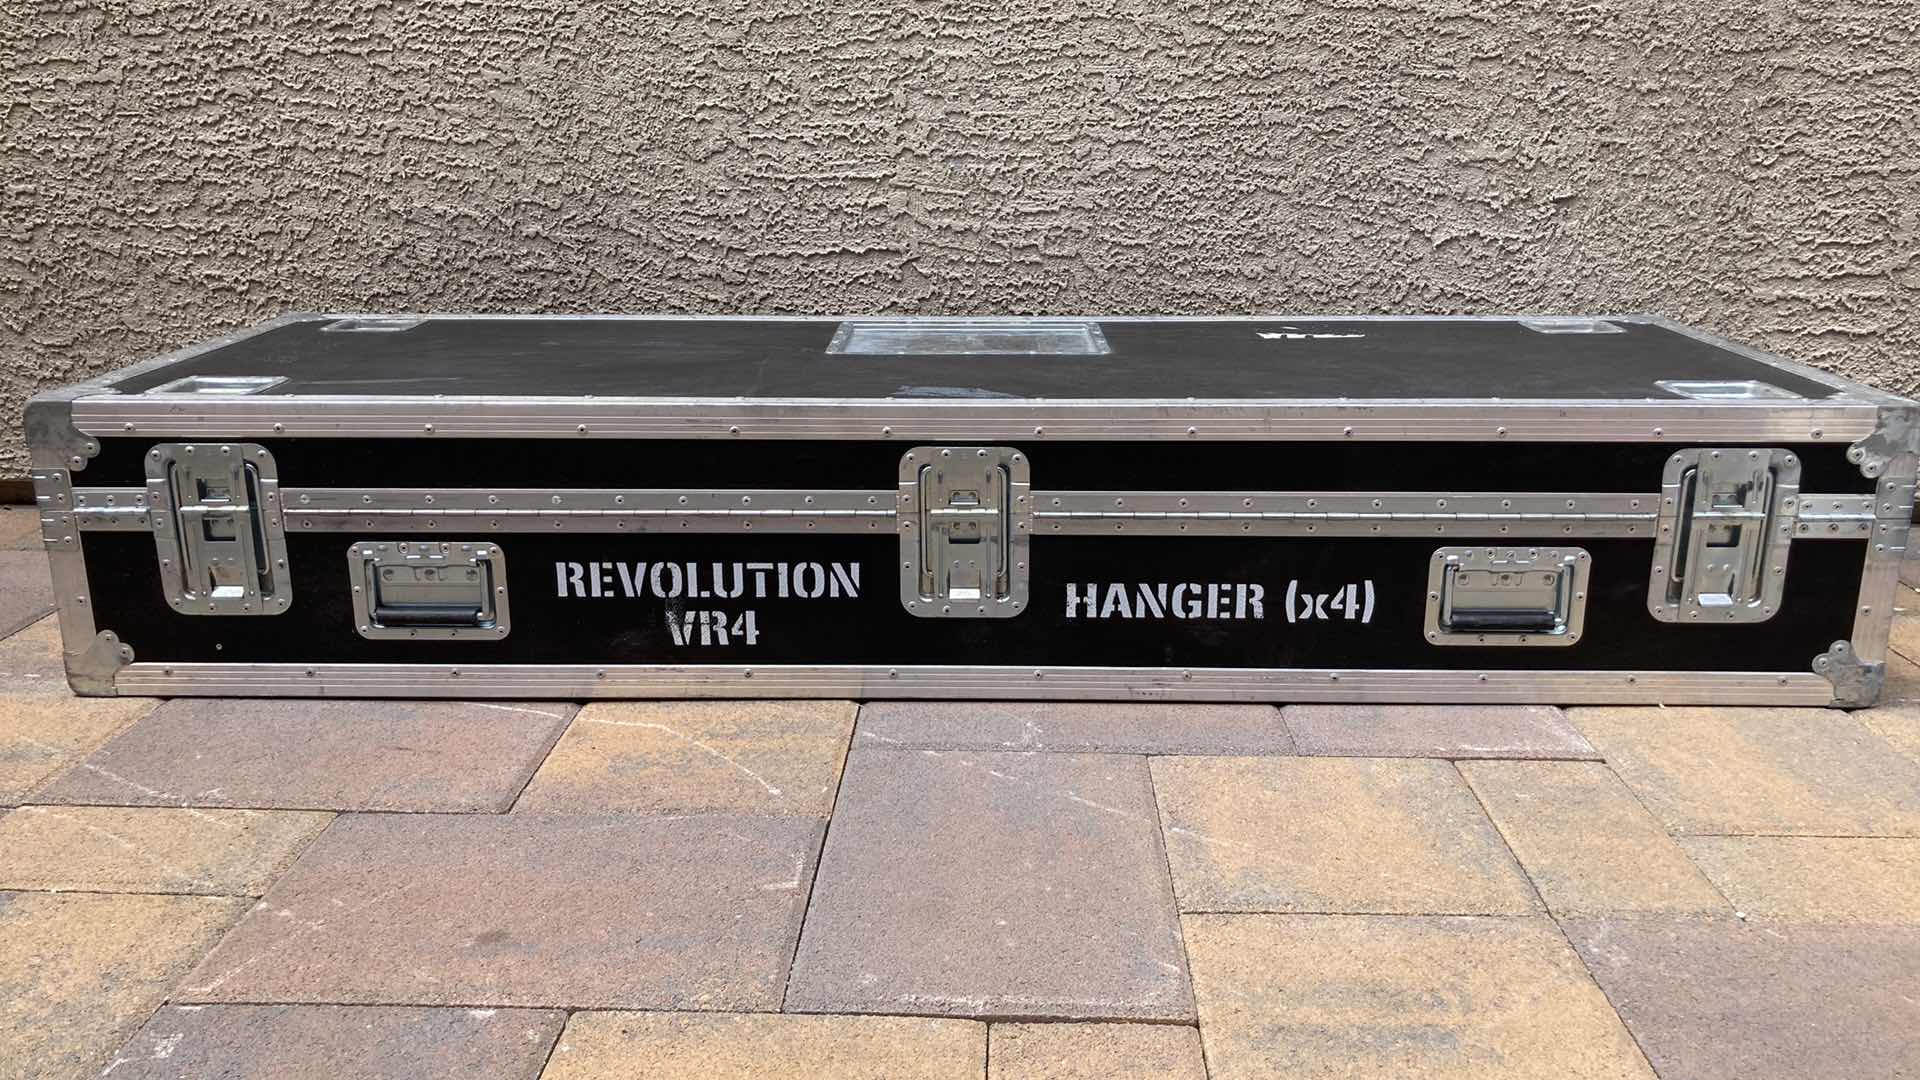 REVOLUTION
VR4
HANGER (x4)